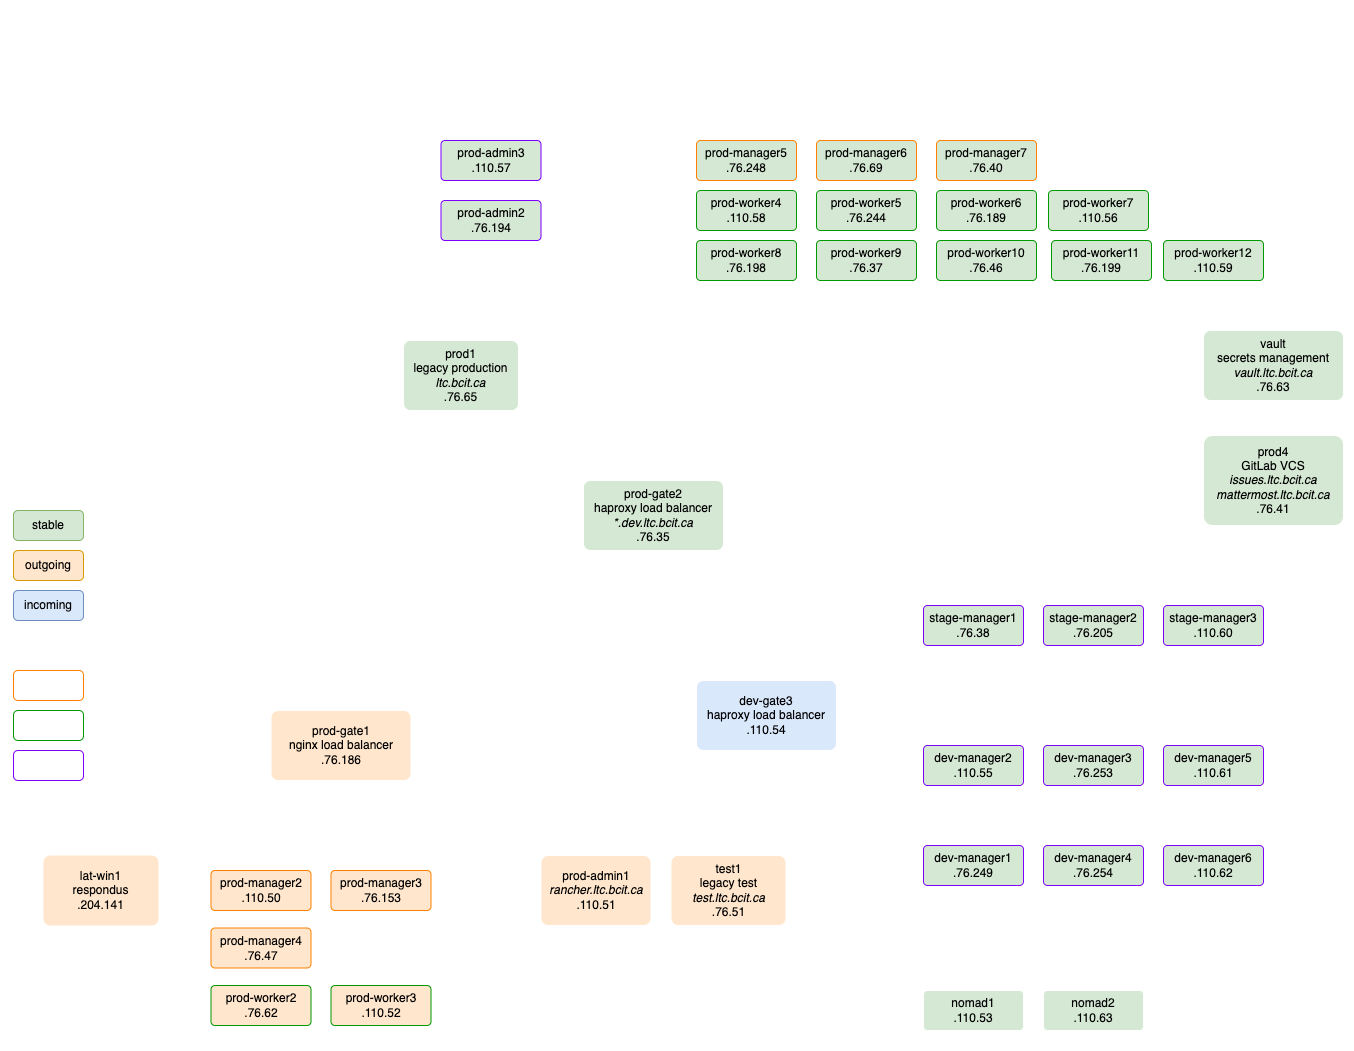 prod-admin3
.110.57
prod-admin2
.76.194
prod-manager5
.76.248
prod-manager6
.76.69
prod-manager7
.76.40
prod-worker4
.110.58
prod-worker5
.76.244
prod-worker6
.76.189
prod-worker7
.110.56
prod-worker8
.76.198
prod-worker9
.76.37
prod-worker10
.76.46
prod-worker11
.76.199
prod-worker12
.110.59
prod1
legacy production
ltc.bcit.ca
.76.65
vault
secrets management
vault.ltc.bcit.ca
.76.63
prod4
GitLab VCS
issues.ltc.bcit.ca
mattermost.ltc.bcit.ca
.76.41
prod-gate2
haproxy load balancer
*.dev.ltc.bcit.ca
.76.35
stable
outgoing
incoming
stage-manager1
.76.38
stage-manager2
.76.205
stage-manager3
.110.60
dev-gate3
haproxy load balancer
.110.54
prod-gate1
nginx load balancer
.76.186
dev-manager2
.110.55
dev-manager3
.76.253
dev-manager5
.110.61
dev-manager1
.76.249
dev-manager4
.76.254
dev-manager6
.110.62
lat-win1
respondus
.204.141
prod-manager2
.110.50
prod-manager3
.76.153
prod-manager4
.76.47
prod-worker2
.76.62
prod-worker3
.110.52
prod-admin1
rancher.ltc.bcit.ca
.110.51
test1
legacy test
test.ltc.bcit.ca
.76.51
nomad1
.110.53
nomad2
.110.63